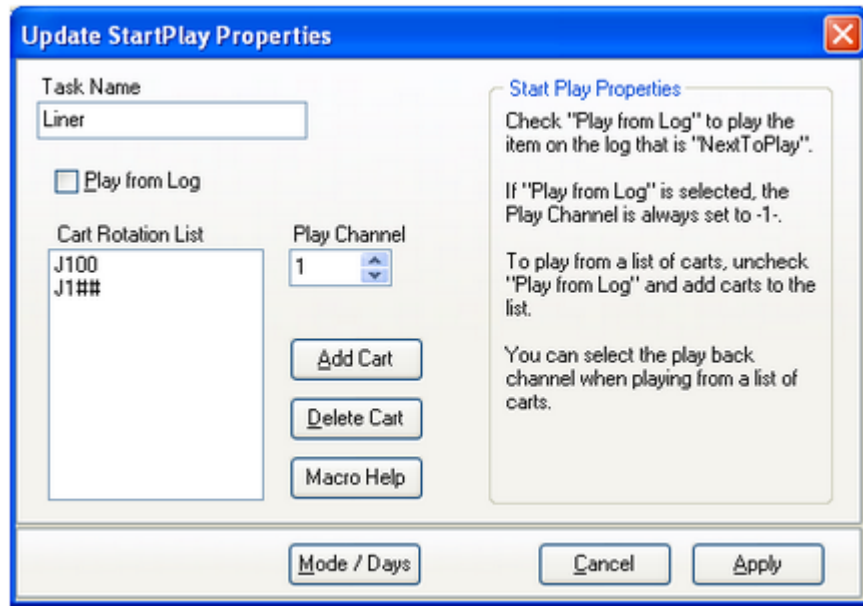 Update StartPlay Properties
Task Name
Liner
Play from Log
Cart Rotation List
J100
J1##
Play Channel
1
Add Cart
Delete Cart
Macro Help
Start Play Properties
Check "Play from Log" to play the
item on the log that is "NextToPlay".
If "Play from Log" is selected, the
Play Channel is always set to -1-.
To play from a list of carts, uncheck
"Play from Log" and add carts to the
list.
You can select the play back
channel when playing from a list of
carts.
Mode / Days
Cancel
Apply